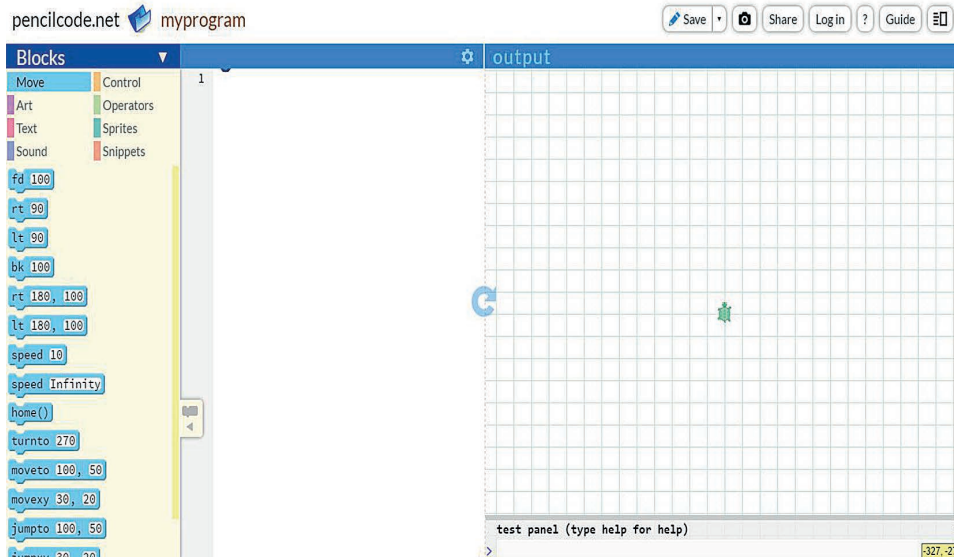 pencilcode.net myprogram
Save Share Log in ? Guide
Blocks
output
Move Control
Art Operators
Text Sprites
Sound Snippets
1
fd 100
rt 90
lt 90
bk 100
rt 180, 100
lt 180, 100
speed 10
speed Infinity
home()
turnto 270
moveto 100, 50
movexy 30, 20
jumpto 100, 50
test panel (type help for help)
>